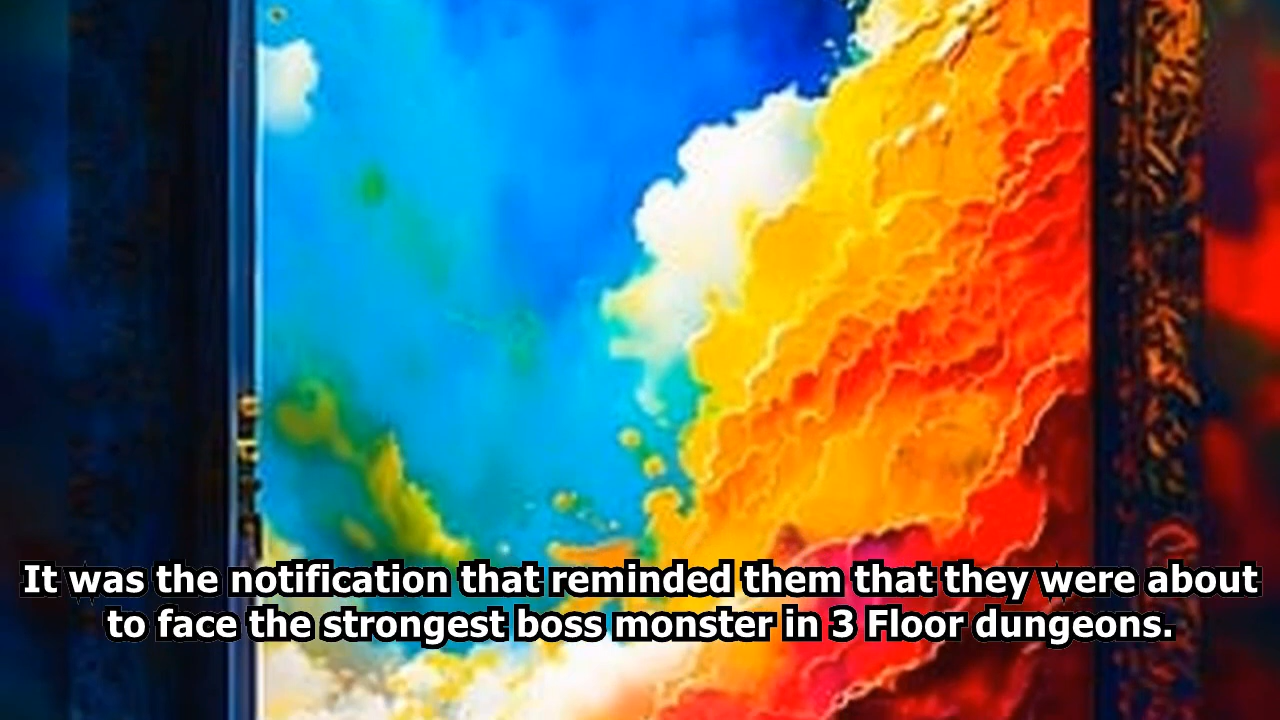 It was the notification that reminded them that they were about
to face the strongest boss monster in 3 Floor dungeons.